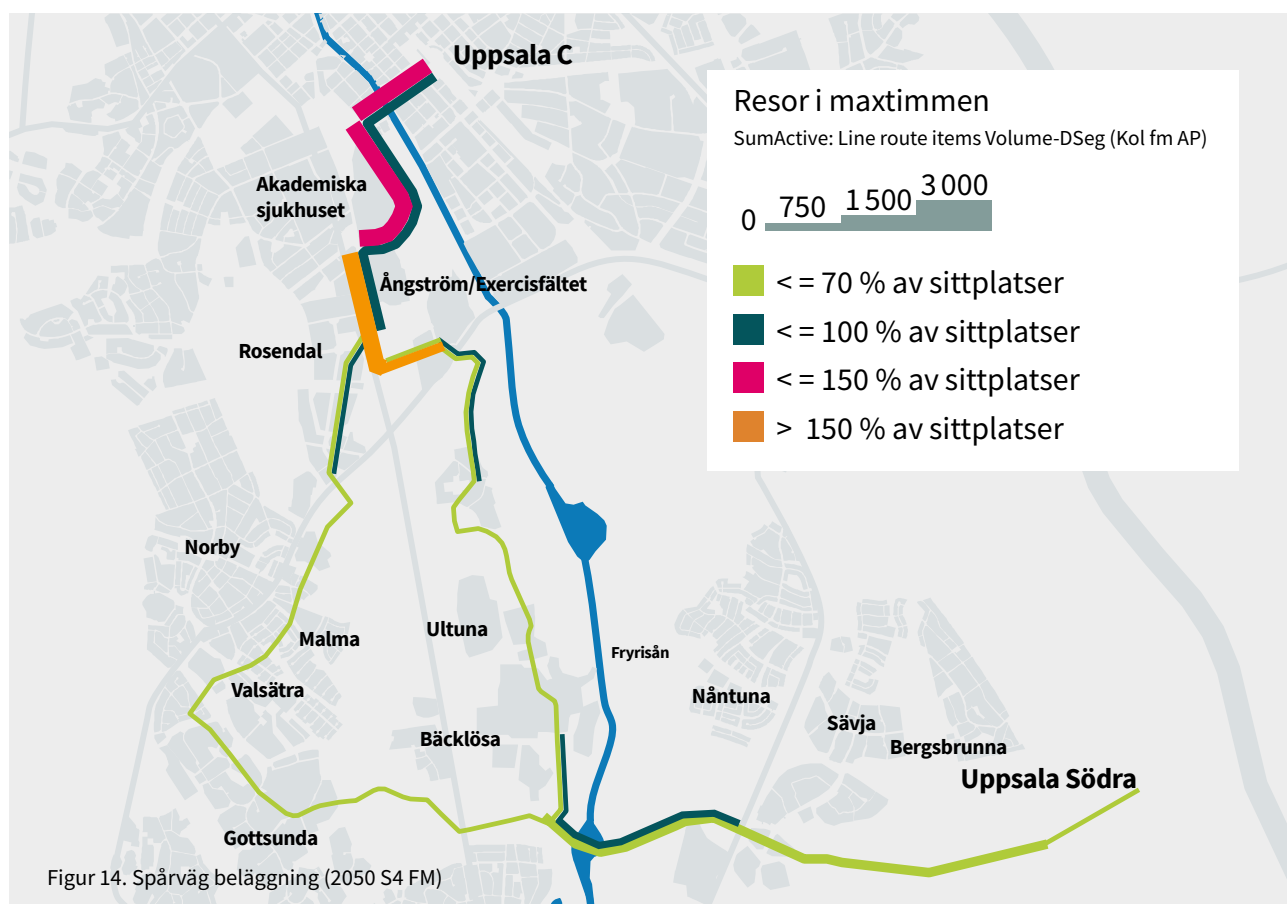 Uppsala C
Resor i maxtimmen
SumActive: Line route items Volume-DSeg (Kol fm AP)
0 750 1 500 3 000
< = 70 % av sittplatser
< = 100 % av sittplatser
< = 150 % av sittplatser
> 150 % av sittplatser
Akademiska
sjukhuset
Ångström/Exercisfältet
Rosendal
Norby
Malma
Ultuna
Fryrisån
Valsätra
Nåntuna
Sävja
Bäcklösa
Bergsbrunna
Uppsala Södra
Gottsunda
Figur 14. Spårväg beläggning (2050 S4 FM)